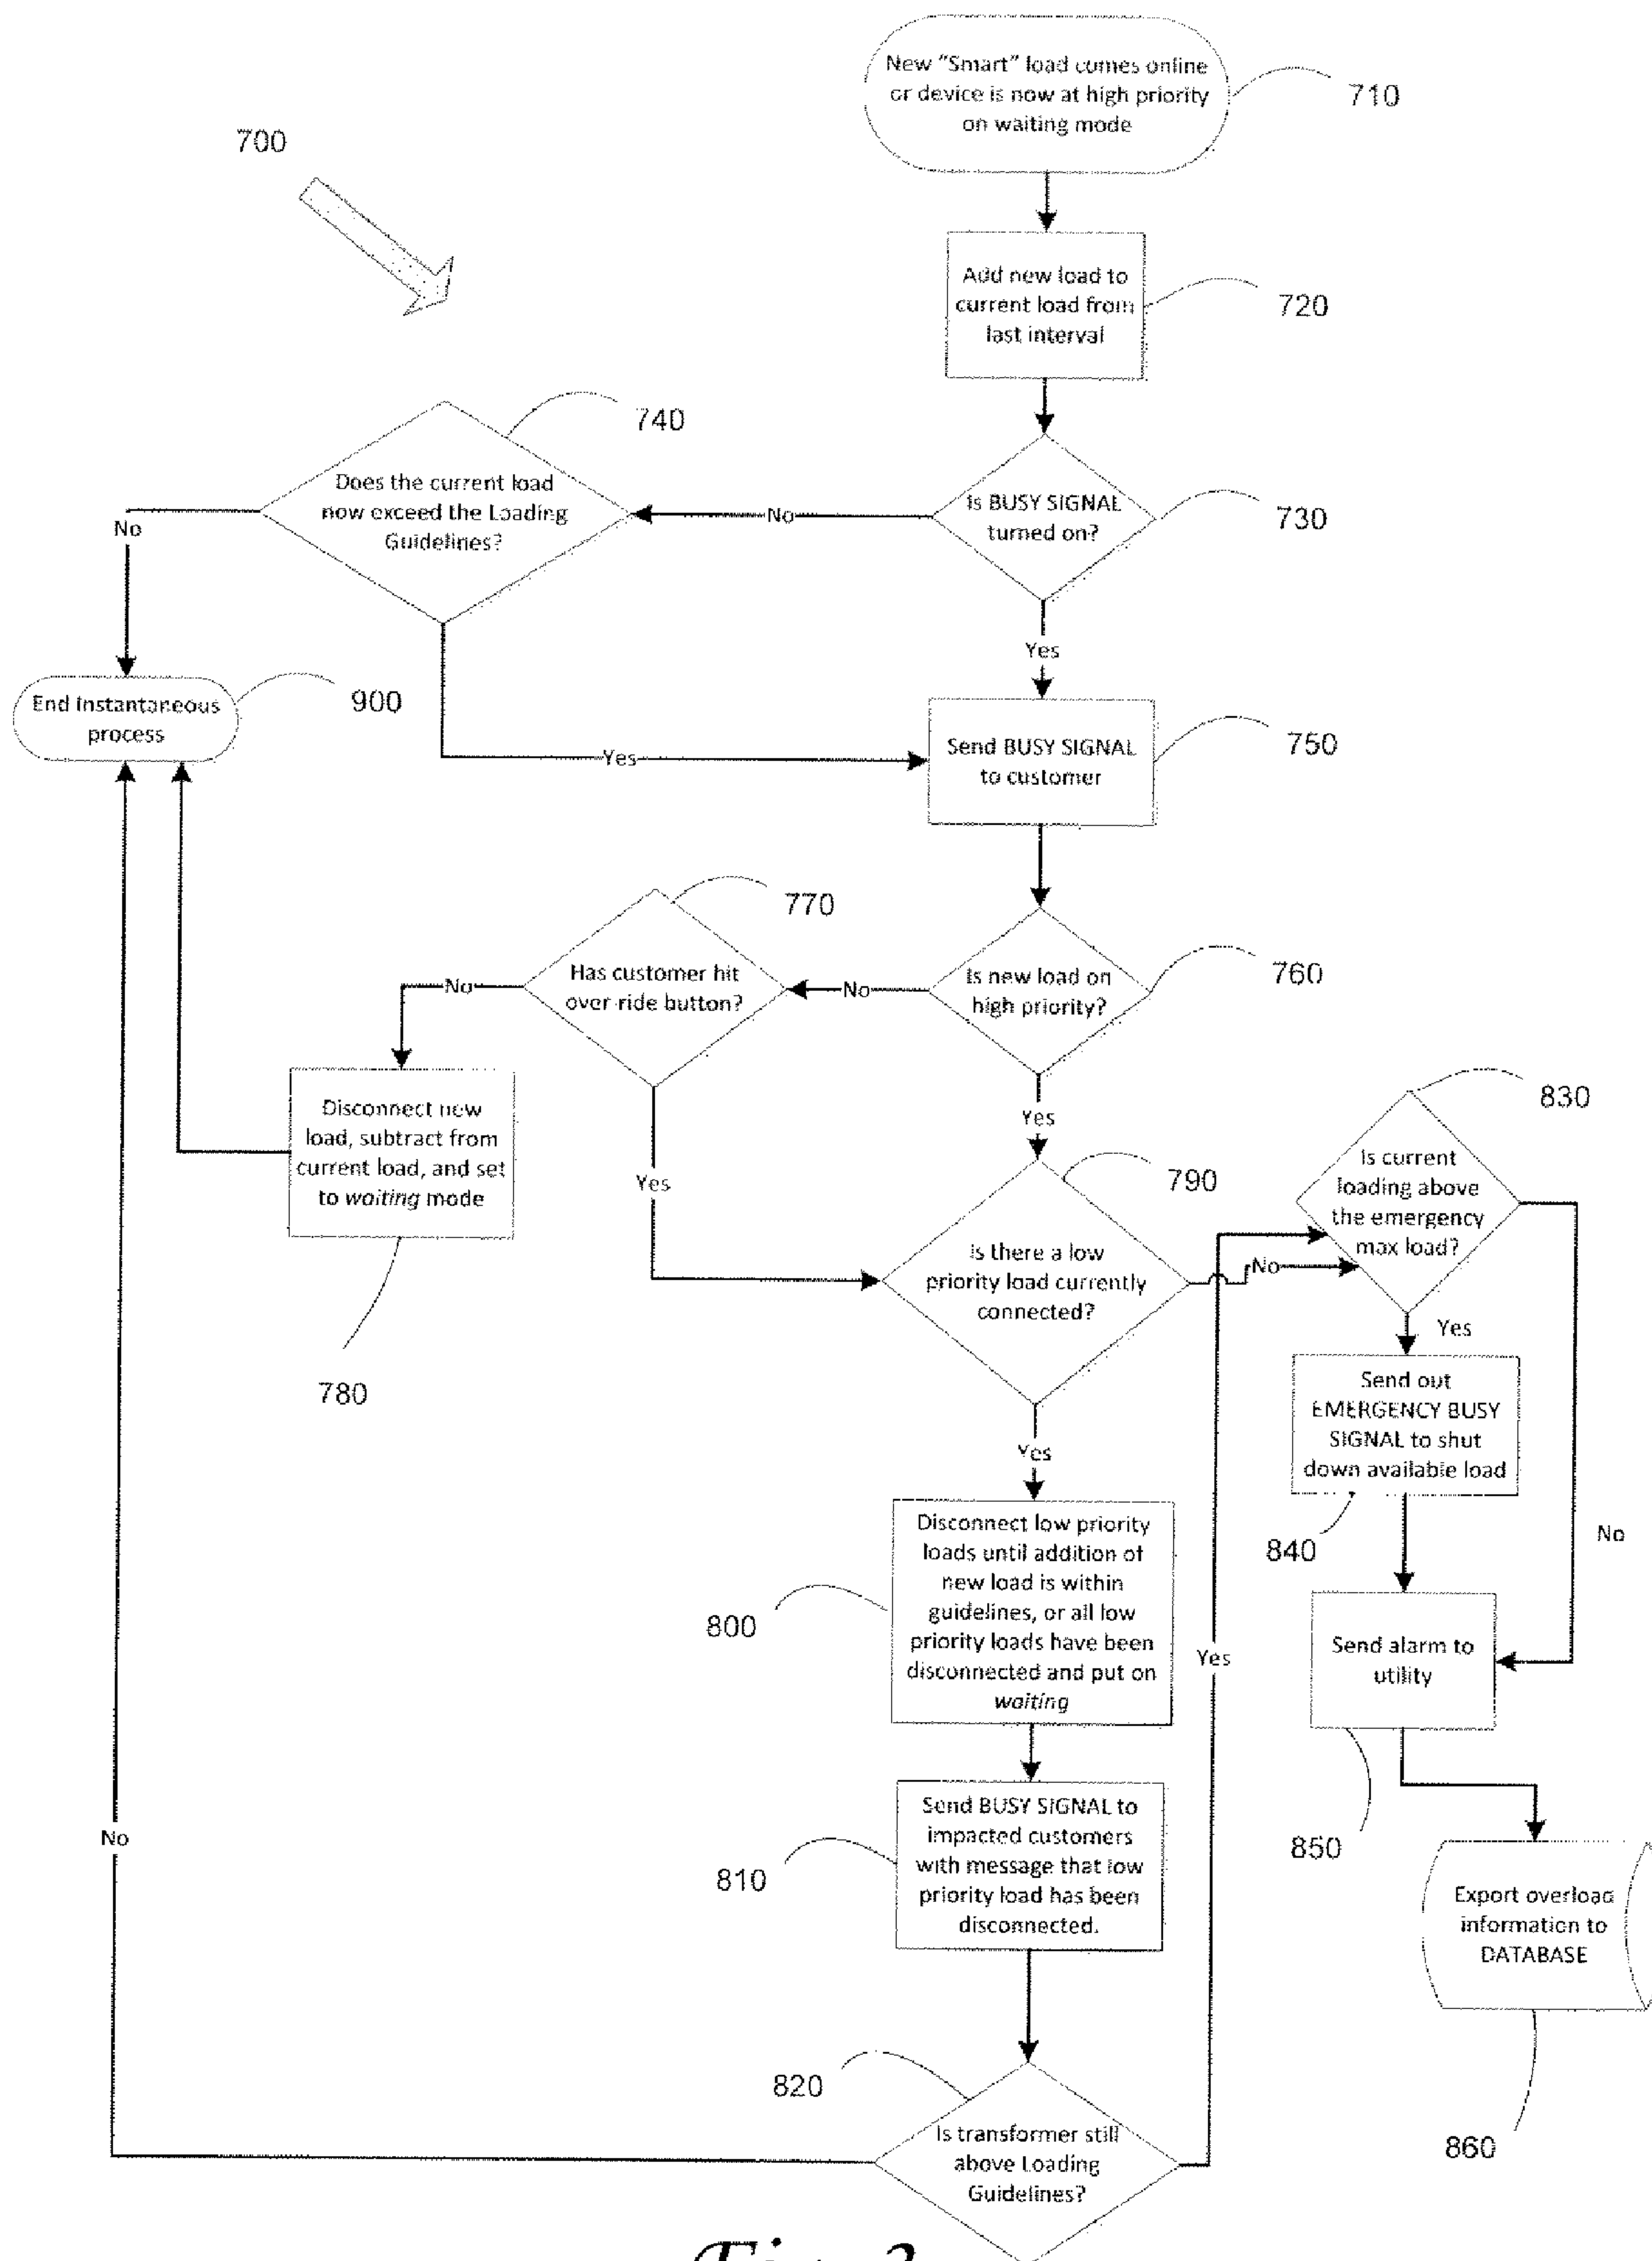 New "Smart" load comes online
or device is now at high priority
on waiting mode
710
700
Add new load to
current load from
last interval
720
740
Does the current load
now exceed the Loading
Guidelines?
No
Is BUSY SIGNAL
turned on?
730
No
Yes
End Instantaneous
process
900
Yes
Send BUSY SIGNAL
to customer
750
770
Has customer hit
over-ride button?
No
Is new load on
high priority?
760
No
Yes
Disconnect new
load, subtract from
current load, and set
to waiting mode
780
Yes
790
Is there a low
priority load currently
connected?
No
Yes
830
Is current
loading above
the emergency
max load?
Yes
No
Send out
EMERGENCY BUSY
SIGNAL to shut
down available load
840
Disconnect low priority
loads until addition of
new load is within
guidelines, or all low
priority loads have been
disconnected and put on
waiting
800
Yes
Send alarm to
utility
850
Send BUSY SIGNAL to
impacted customers
with message that low
priority load has been
disconnected.
810
No
Export overload
information to
DATABASE
860
820
Is transformer still
above Loading
Guidelines?